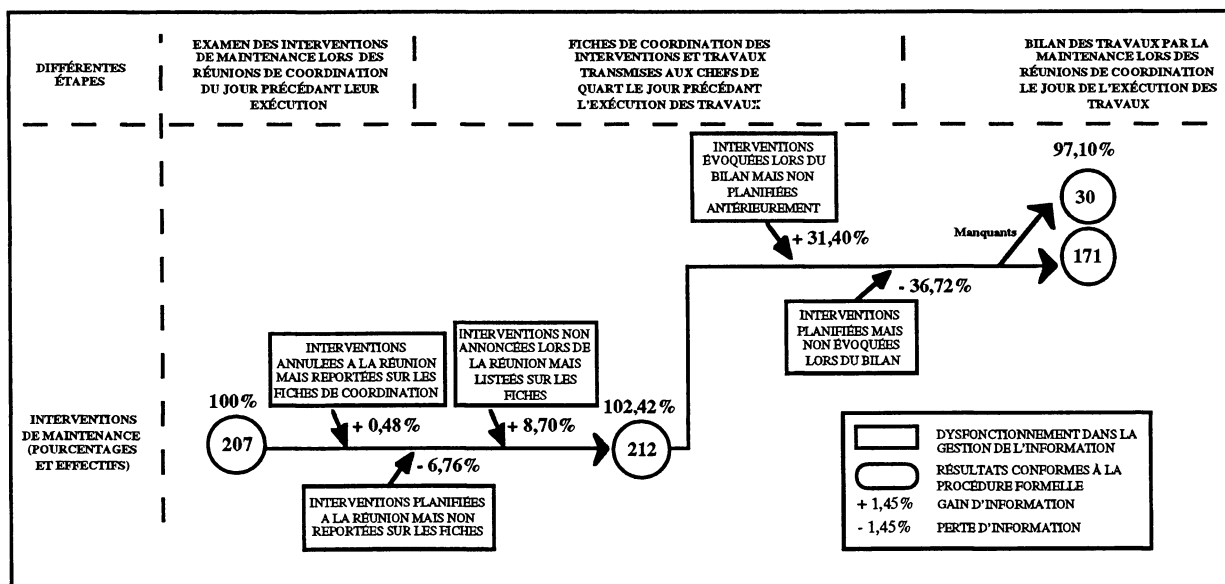 DIFFÉRENTES
ÉTAPES
EXAMEN DES INTERVENTIONS
DE MAINTENANCE LORS DES
RÉUNIONS DE COORDINATION
DU JOUR PRÉCÉDANT LEUR
EXÉCUTION
FICHES DE COORDINATION DES
INTERVENTIONS ET TRAVAUX
TRANSMISES AUX CHEFS DE
QUART LE JOUR PRÉCÉDANT
L'EXÉCUTION DES TRAVAUX
BILAN DES TRAVAUX PAR LA
MAINTENANCE LORS DES
RÉUNIONS DE COORDINATION
LE JOUR DE L'EXÉCUTION DES
TRAVAUX
INTERVENTIONS
ÉVOQUÉES LORS DU
BILAN MAIS NON
PLANIFIÉES
ANTÉRIEUREMENT
97,10%
30
Manquants
+ 31,40%
171
- 36,72%
INTERVENTIONS
PLANIFIÉES MAIS
NON ÉVOQUÉES
LORS DU BILAN
INTERVENTIONS
ANNULEES A LA RÉUNION
MAIS REPORTÉES SUR LES
FICHES DE COORDINATION
INTERVENTIONS NON
ANNONCÉES LORS DE
LA RÉUNION MAIS
LISTEÉS SUR LES
FICHES
INTERVENTIONS
DE MAINTENANCE
(POURCENTAGES
ET EFFECTIFS)
100%
207
+ 0,48%
- 6,76%
+ 8,70%
102,42%
212
INTERVENTIONS PLANIFIÉES
A LA RÉUNION MAIS NON
REPORTÉES SUR LES FICHES
DYSFONCTIONNEMENT DANS LA
GESTION DE L'INFORMATION
RÉSULTATS CONFORMES À LA
PROCÉDURE FORMELLE
+ 1,45% GAIN D'INFORMATION
- 1,45% PERTE D'INFORMATION